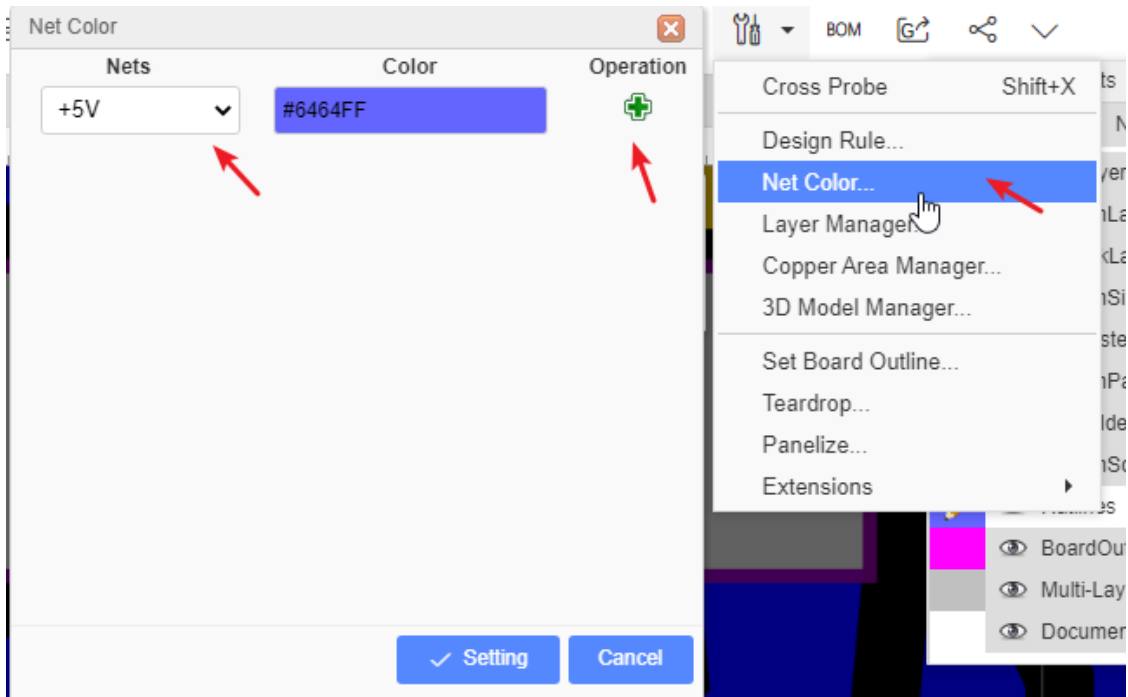 Net Color
Nets Color Operation
+5V #6464FF
Setting Cancel
BOM
Cross Probe Shift+X
Design Rule...
Net Color...
Layer Manager...
Copper Area Manager...
3D Model Manager...
Set Board Outline...
Teardrop...
Panelize...
Extensions
BoardOut
Multi-Lay
Documen